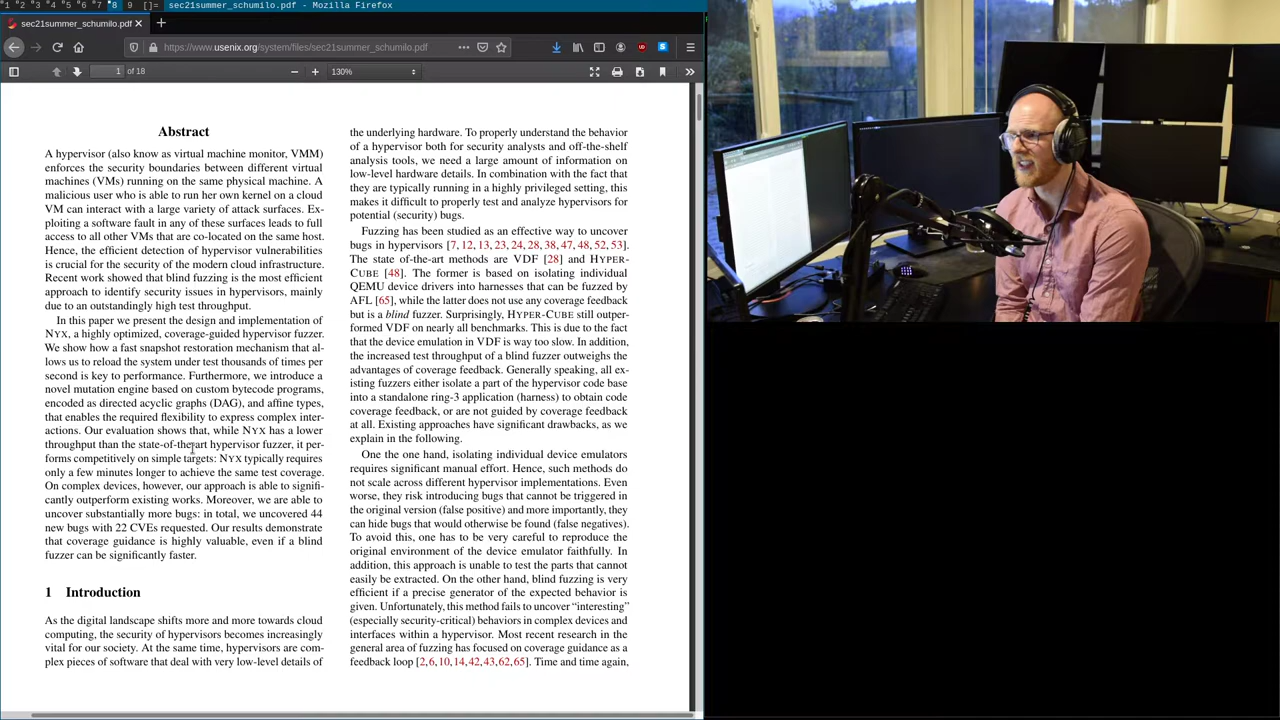 1 2 3 4 5 6 7 8 9 []= sec21summer_schumilo.pdf - Mozilla Firefox
sec21summer_schumilo.pdf
https://www.usenix.org/system/files/sec21summer_schumilo.pdf
1 of 18
130%
Abstract
A hypervisor (also know as virtual machine monitor, VMM)
enforces the security boundaries between different virtual
machines (VMs) running on the same physical machine. A
malicious user who is able to run her own kernel on a cloud
VM can interact with a large variety of attack surfaces. Ex-
ploiting a software fault in any of these surfaces leads to full
access to all other VMs that are co-located on the same host.
Hence, the efficient detection of hypervisor vulnerabilities
is crucial for the security of the modern cloud infrastructure.
Recent work showed that blind fuzzing is the most efficient
approach to identify security issues in hypervisors, mainly
due to an outstandingly high test throughput.
In this paper we present the design and implementation of
NYX, a highly optimized, coverage-guided hypervisor fuzzer.
We show how a fast snapshot restoration mechanism that al-
lows us to reload the system under test thousands of times per
second is key to performance. Furthermore, we introduce a
novel mutation engine based on custom bytecode programs,
encoded as directed acyclic graphs (DAG), and affine types,
that enables the required flexibility to express complex inter-
actions. Our evaluation shows that, while NYX has a lower
throughput than the state-of-the-art hypervisor fuzzer, it per-
forms competitively on simple targets: NYX typically requires
only a few minutes longer to achieve the same test coverage.
On complex devices, however, our approach is able to signifi-
cantly outperform existing works. Moreover, we are able to
uncover substantially more bugs: in total, we uncovered 44
new bugs with 22 CVEs requested. Our results demonstrate
that coverage guidance is highly valuable, even if a blind
fuzzer can be significantly faster.
1 Introduction
As the digital landscape shifts more and more towards cloud
computing, the security of hypervisors becomes increasingly
vital for our society. At the same time, hypervisors are com-
plex pieces of software that deal with very low-level details of
the underlying hardware. To properly understand the behavior
of a hypervisor both for security analysts and off-the-shelf
analysis tools, we need a large amount of information on
low-level hardware details. In combination with the fact that
they are typically running in a highly privileged setting, this
makes it difficult to properly test and analyze hypervisors for
potential (security) bugs.
Fuzzing has been studied as an effective way to uncover
bugs in hypervisors [7, 12, 13, 23, 24, 28, 38, 47, 48, 52, 53].
The state of-the-art methods are VDF [28] and HYPER-
CUBE [48]. The former is based on isolating individual
QEMU device drivers into harnesses that can be fuzzed by
AFL [65], while the latter does not use any coverage feedback
but is a blind fuzzer. Surprisingly, HYPER-CUBE still outper-
formed VDF on nearly all benchmarks. This is due to the fact
that the device emulation in VDF is way too slow. In addition,
the increased test throughput of a blind fuzzer outweighs the
advantages of coverage feedback. Generally speaking, all ex-
isting fuzzers either isolate a part of the hypervisor code base
into a standalone ring-3 application (harness) to obtain code
coverage feedback, or are not guided by coverage feedback
at all. Existing approaches have significant drawbacks, as we
explain in the following.
One the one hand, isolating individual device emulators
requires significant manual effort. Hence, such methods do
not scale across different hypervisor implementations. Even
worse, they risk introducing bugs that cannot be triggered in
the original version (false positive) and more importantly, they
can hide bugs that would otherwise be found (false negatives).
To avoid this, one has to be very careful to reproduce the
original environment of the device emulator faithfully. In
addition, this approach is unable to test the parts that cannot
easily be extracted. On the other hand, blind fuzzing is very
efficient if a precise generator of the expected behavior is
given. Unfortunately, this method fails to uncover “interesting”
(especially security-critical) behaviors in complex devices and
interfaces within a hypervisor. Most recent research in the
general area of fuzzing has focused on coverage guidance as a
feedback loop [2,6,10,14,42,43,62,65]. Time and time again,